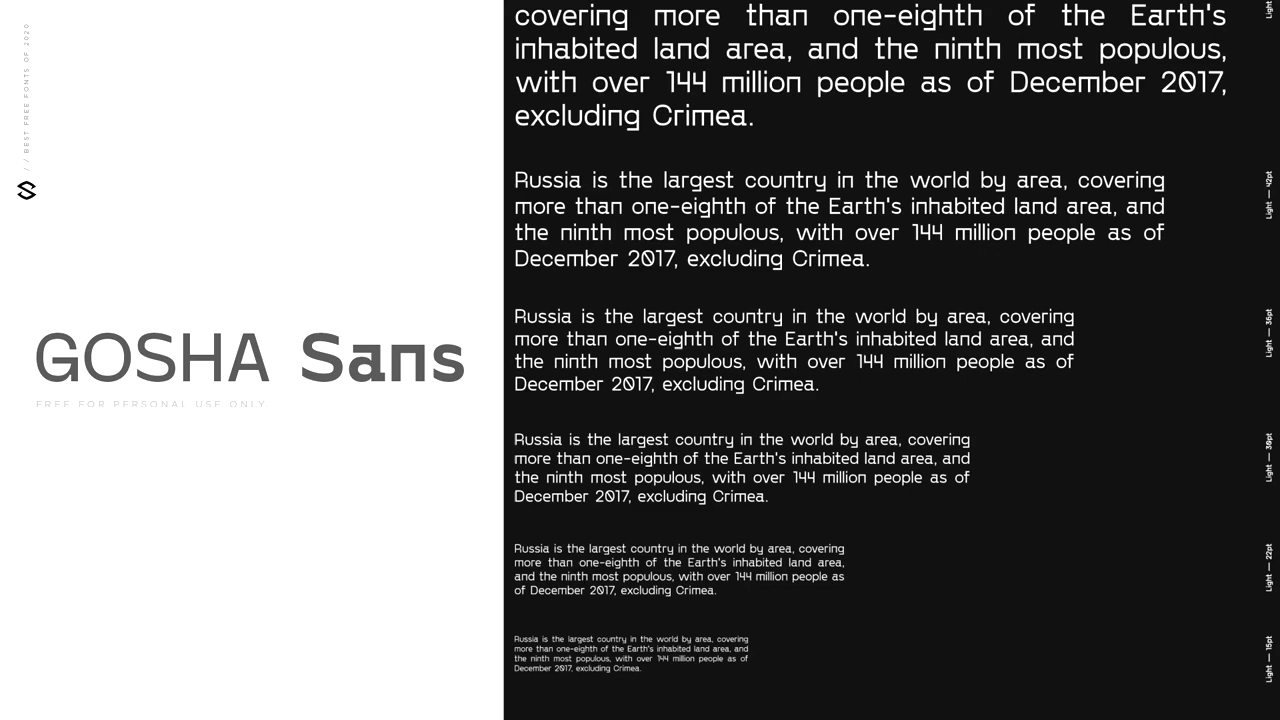 // BEST FREE FONTS OF 2020
GOSHA Sans
FREE FOR PERSONAL USE ONLY
covering more than one-eighth of the Earth's
inhabited land area, and the ninth most populous,
with over 144 million people as of December 2017,
excluding Crimea.
Light
Russia is the largest country in the world by area, covering
more than one-eighth of the Earth's inhabited land area, and
the ninth most populous, with over 144 million people as of
December 2017, excluding Crimea.
Light — 42pt
Russia is the largest country in the world by area, covering
more than one-eighth of the Earth's inhabited land area, and
the ninth most populous, with over 144 million people as of
December 2017, excluding Crimea.
Light — 36pt
Russia is the largest country in the world by area, covering
more than one-eighth of the Earth's inhabited land area, and
the ninth most populous, with over 144 million people as of
December 2017, excluding Crimea.
Light — 30pt
Russia is the largest country in the world by area, covering
more than one-eighth of the Earth's inhabited land area,
and the ninth most populous, with over 144 million people as
of December 2017, excluding Crimea.
Light — 22pt
Russia is the largest country in the world by area, covering
more than one-eighth of the Earth's inhabited land area, and
the ninth most populous, with over 144 million people as of
December 2017, excluding Crimea.
Light — 15pt